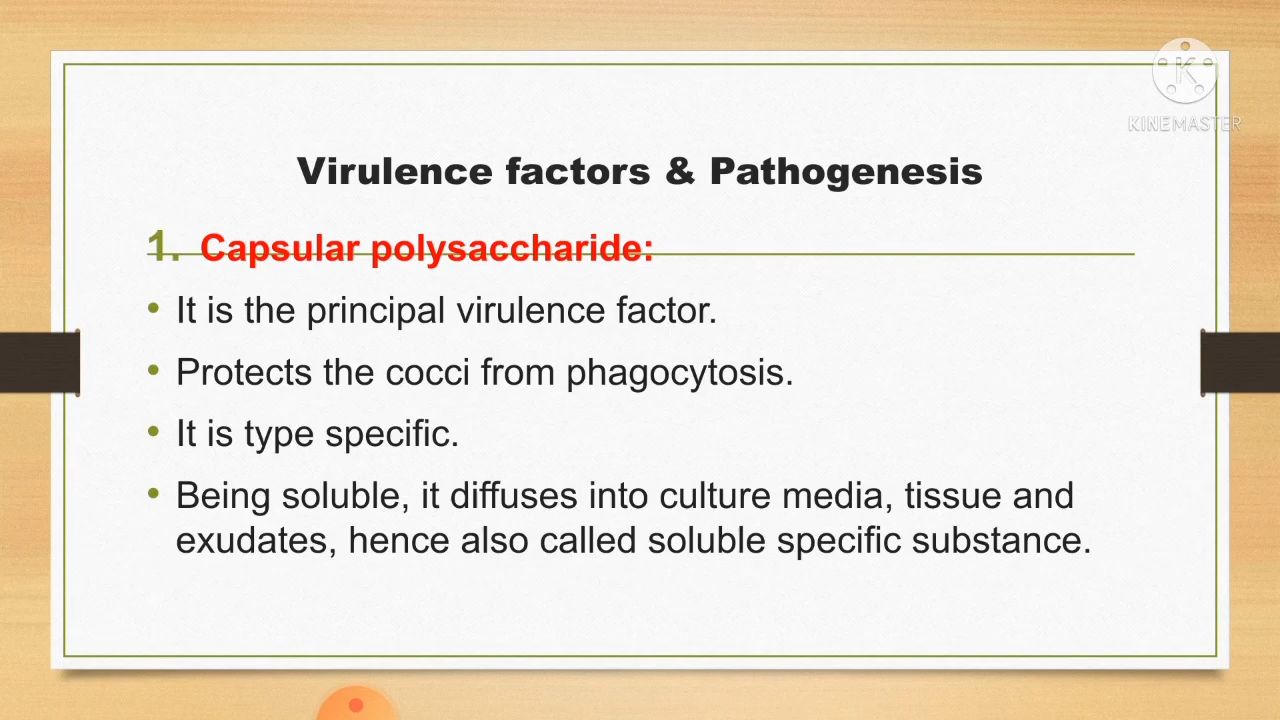 K
KINEMASTER
Virulence factors & Pathogenesis
1. Capsular polysaccharide:
• It is the principal virulence factor.
• Protects the cocci from phagocytosis.
• It is type specific.
• Being soluble, it diffuses into culture media, tissue and
exudates, hence also called soluble specific substance.